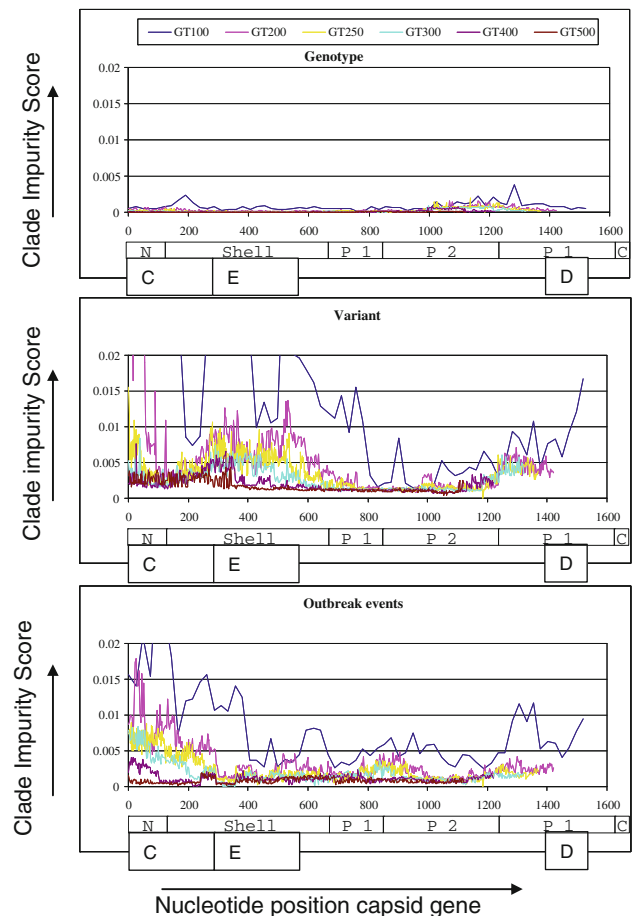 GT100 GT200 GT250 GT300 GT400 GT500
Genotype
Clade Impurity Score
0.02
0.015
0.01
0.005
0
0 200 400 600 800 1000 1200 1400 1600
N Shell P 1 P 2 P 1 C
C E D
Variant
Clade impurity Score
0.02
0.015
0.01
0.005
0
0 200 400 600 800 1000 1200 1400 1600
N Shell P 1 P 2 P 1 C
C E D
Outbreak events
Clade Impurity Score
0.02
0.015
0.01
0.005
0
0 200 400 600 800 1000 1200 1400 1600
N Shell P 1 P 2 P 1 C
C E D
Nucleotide position capsid gene